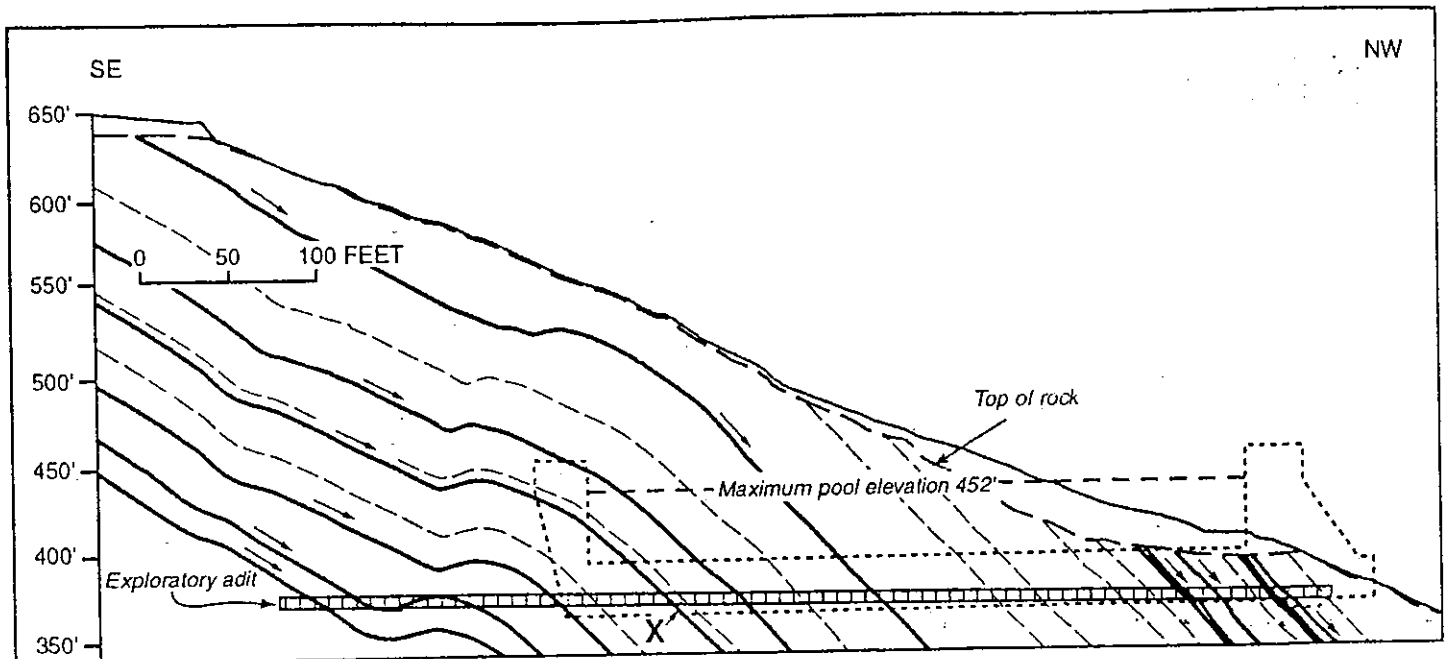 SE
NW
650'
600'
0 50 100 FEET
550'
500'
Top of rock
450'
Maximum pool elevation 452'
400'
Exploratory adit
350'
X